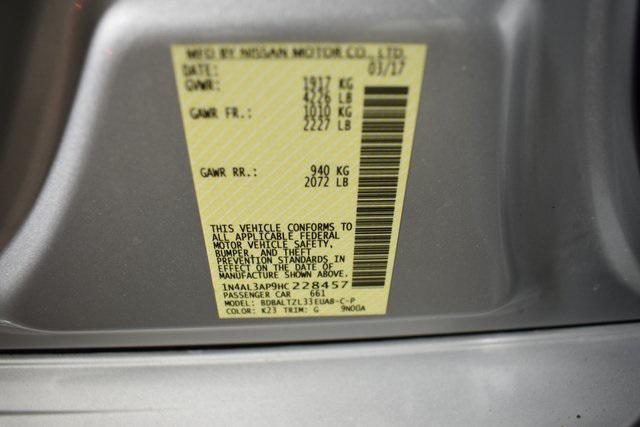 MFD BY NISSAN MOTOR CO., LTD.
DATE: 03/17
GVWR: 1917 KG
4226 LB
GAWR FR.: 1010 KG
2227 LB
GAWR RR.: 940 KG
2072 LB
THIS VEHICLE CONFORMS TO
ALL APPLICABLE FEDERAL
MOTOR VEHICLE SAFETY,
BUMPER, AND THEFT
PREVENTION STANDARDS IN
EFFECT ON THE DATE OF
MANUFACTURE SHOWN ABOVE.
1N4AL3AP9HC228457
PASSENGER CAR 661
MODEL: BDBALTZL33EUA8-C-P
COLOR: K23 TRIM: G 9N00A